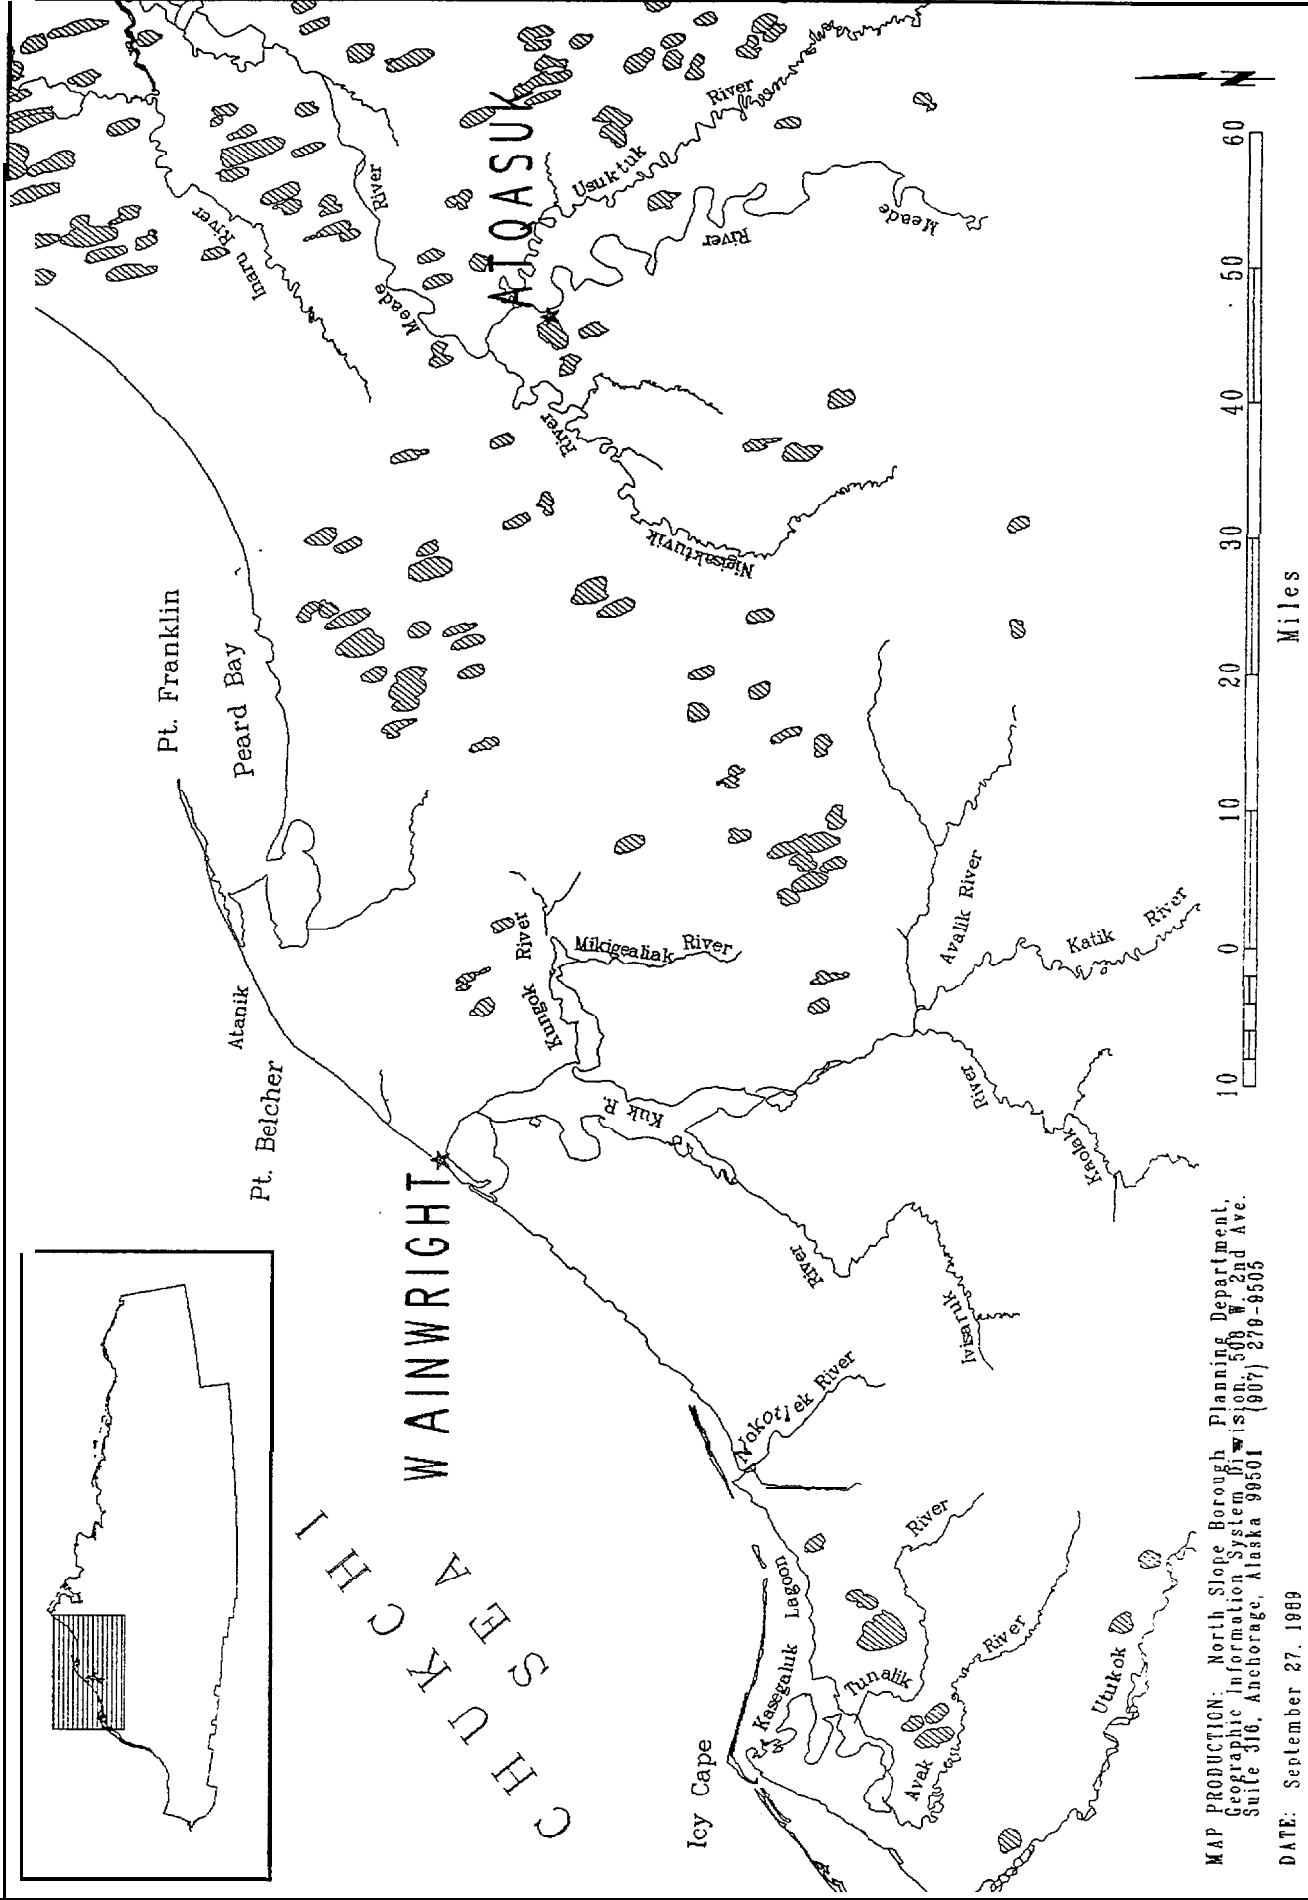 Pt. Franklin
Peard Bay
Atanik
Pt. Belcher
WAINWRIGHT
CHUKCHI
SEA
Icy Cape
Kasegaluk Lagoon
Inaru River
Meade River
ATQASUK
Usuktuk River
Meade River
Nigisaktuvik River
Kungok River
Mikigealiak River
Kuk R.
Avalik River
Katik River
Kaolak River
Ivisaruk River
Nokotlek River
Tunalik River
Avak River
Utukok
N
10 0 10 20 30 40 50 60
Miles
MAP PRODUCTION: North Slope Borough Planning Department,
Geographic Information System Division, 508 W. 2nd Ave.
Suite 316, Anchorage, Alaska 99501 (907) 279-9505
DATE: September 27, 1989